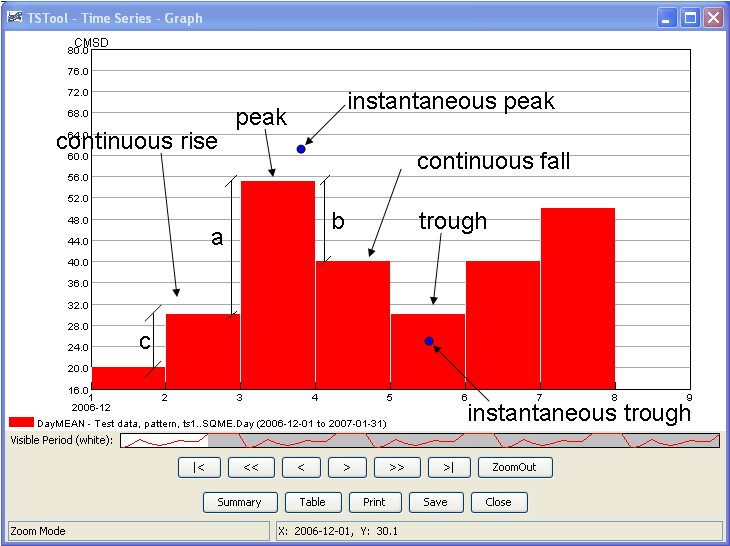 TSTool - Time Series - Graph
CMSD
80.0
76.0
72.0
68.0
64.0
60.0
56.0
52.0
48.0
44.0
40.0
36.0
32.0
28.0
24.0
20.0
16.0
instantaneous peak
peak
continuous rise
continuous fall
a
b
trough
c
1 2 3 4 5 6 7 8 9
2006-12
instantaneous trough
DayMEAN - Test data, pattern, ts1..SQME.Day (2006-12-01 to 2007-01-31)
Visible Period (white):
|< << < > >> >| ZoomOut
Summary Table Print Save Close
Zoom Mode X: 2006-12-01, Y: 30.1